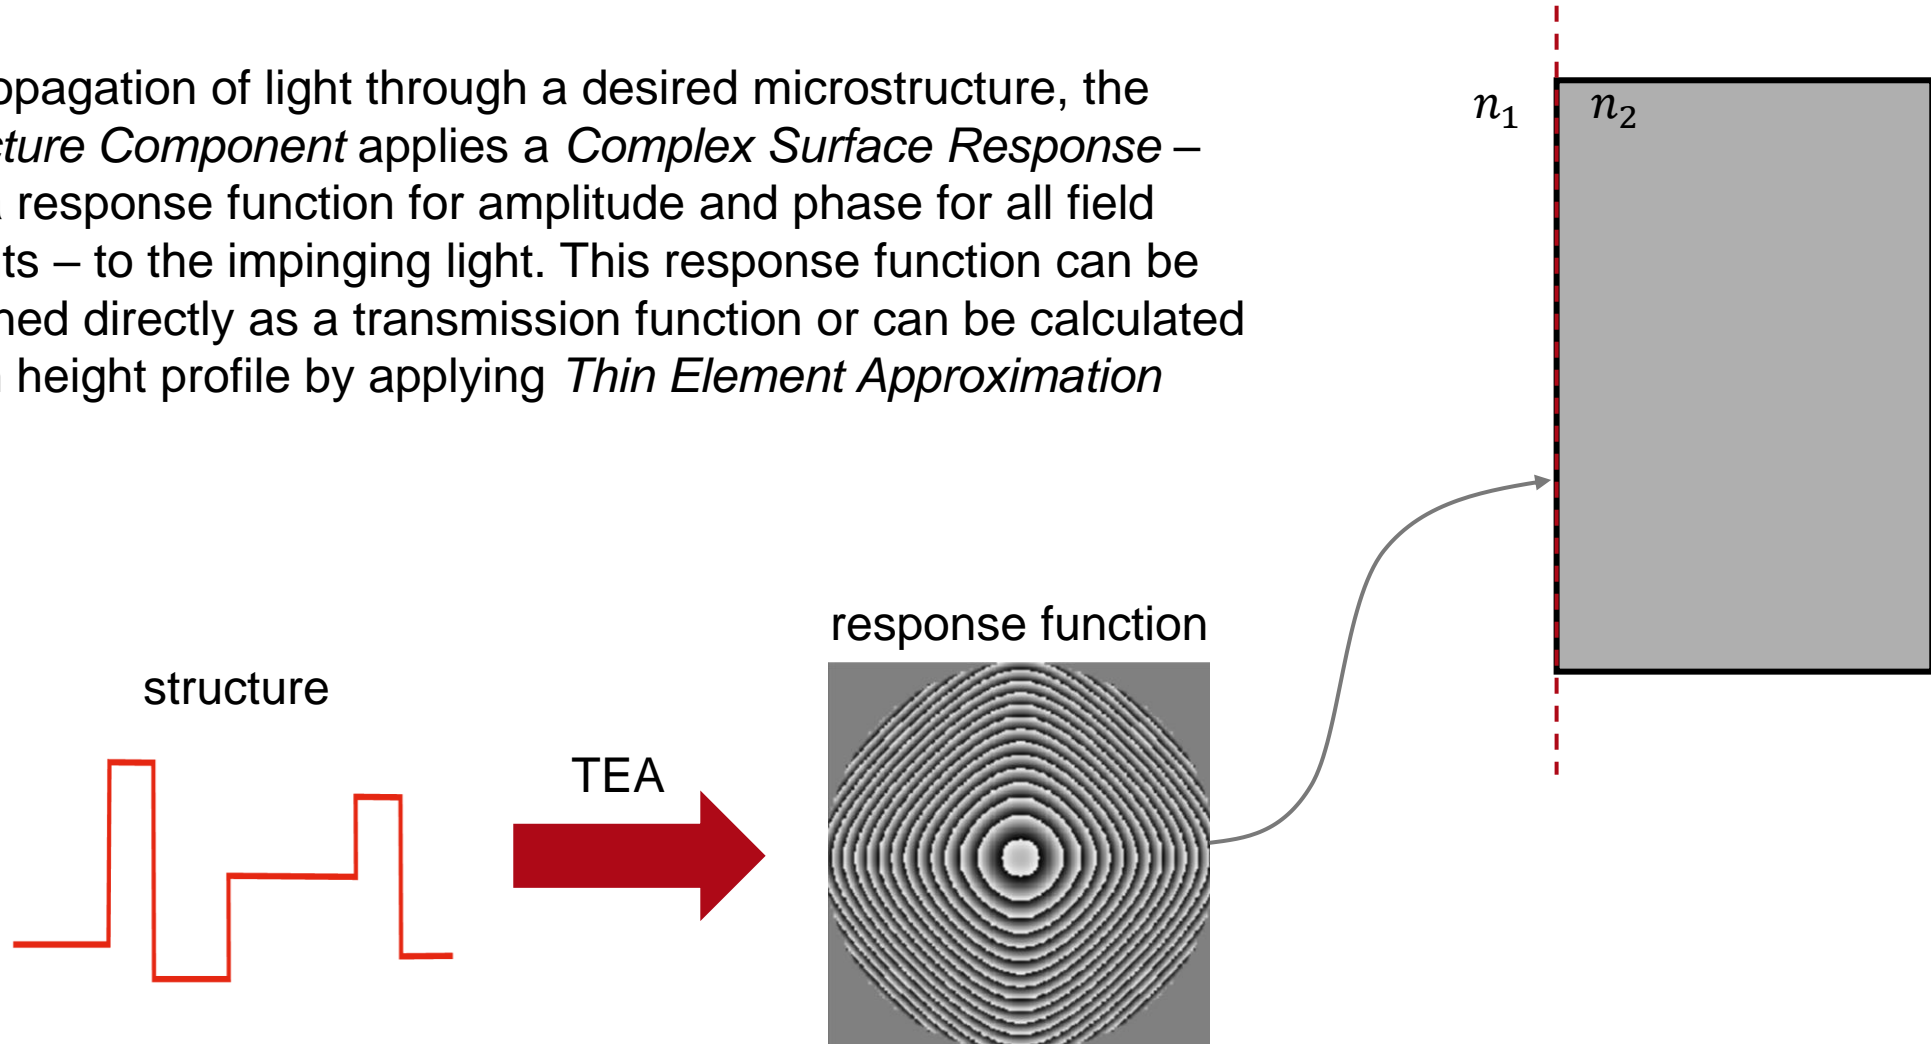 opagation of light through a desired microstructure, the
cture Component applies a Complex Surface Response –
response function for amplitude and phase for all field
ts – to the impinging light. This response function can be
ned directly as a transmission function or can be calculated
height profile by applying Thin Element Approximation
n₁ n₂
response function
structure
TEA